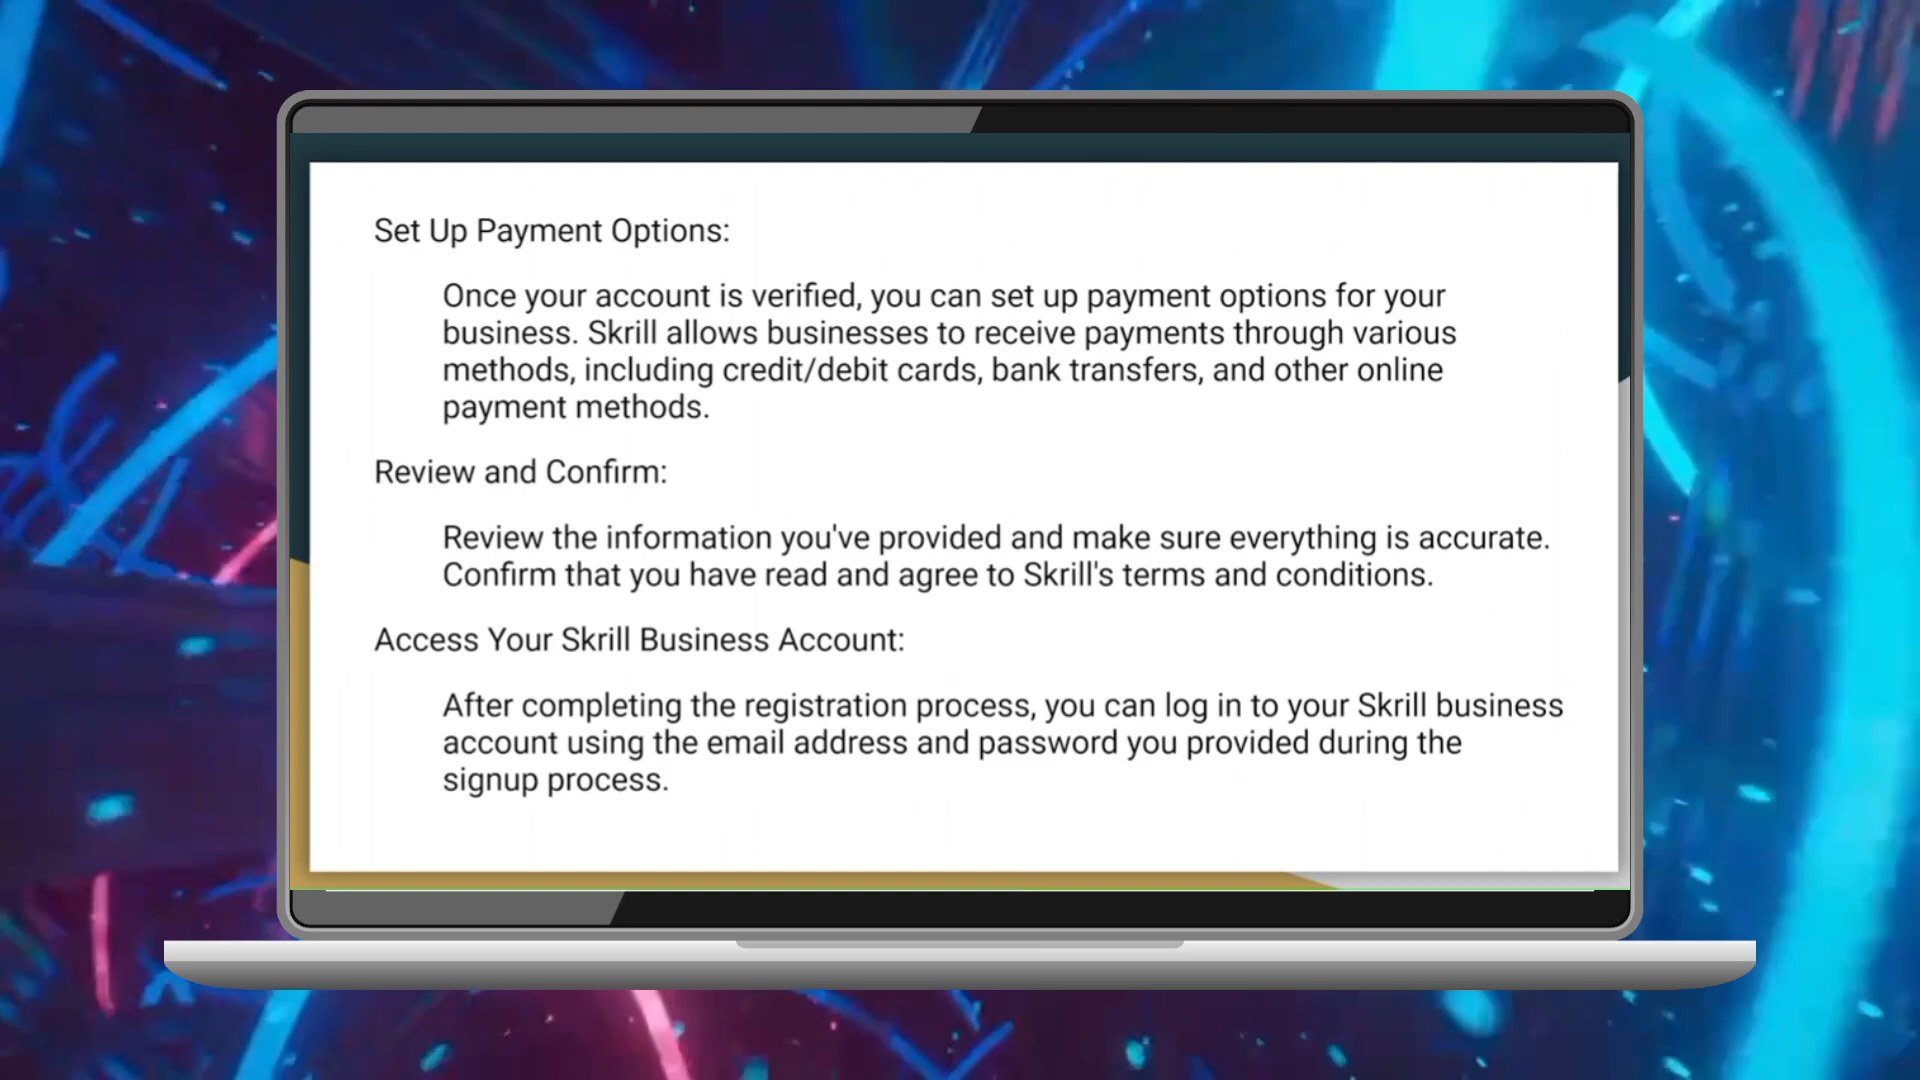 Set Up Payment Options:
Once your account is verified, you can set up payment options for your
business. Skrill allows businesses to receive payments through various
methods, including credit/debit cards, bank transfers, and other online
payment methods.
Review and Confirm:
Review the information you've provided and make sure everything is accurate.
Confirm that you have read and agree to Skrill's terms and conditions.
Access Your Skrill Business Account:
After completing the registration process, you can log in to your Skrill business
account using the email address and password you provided during the
signup process.